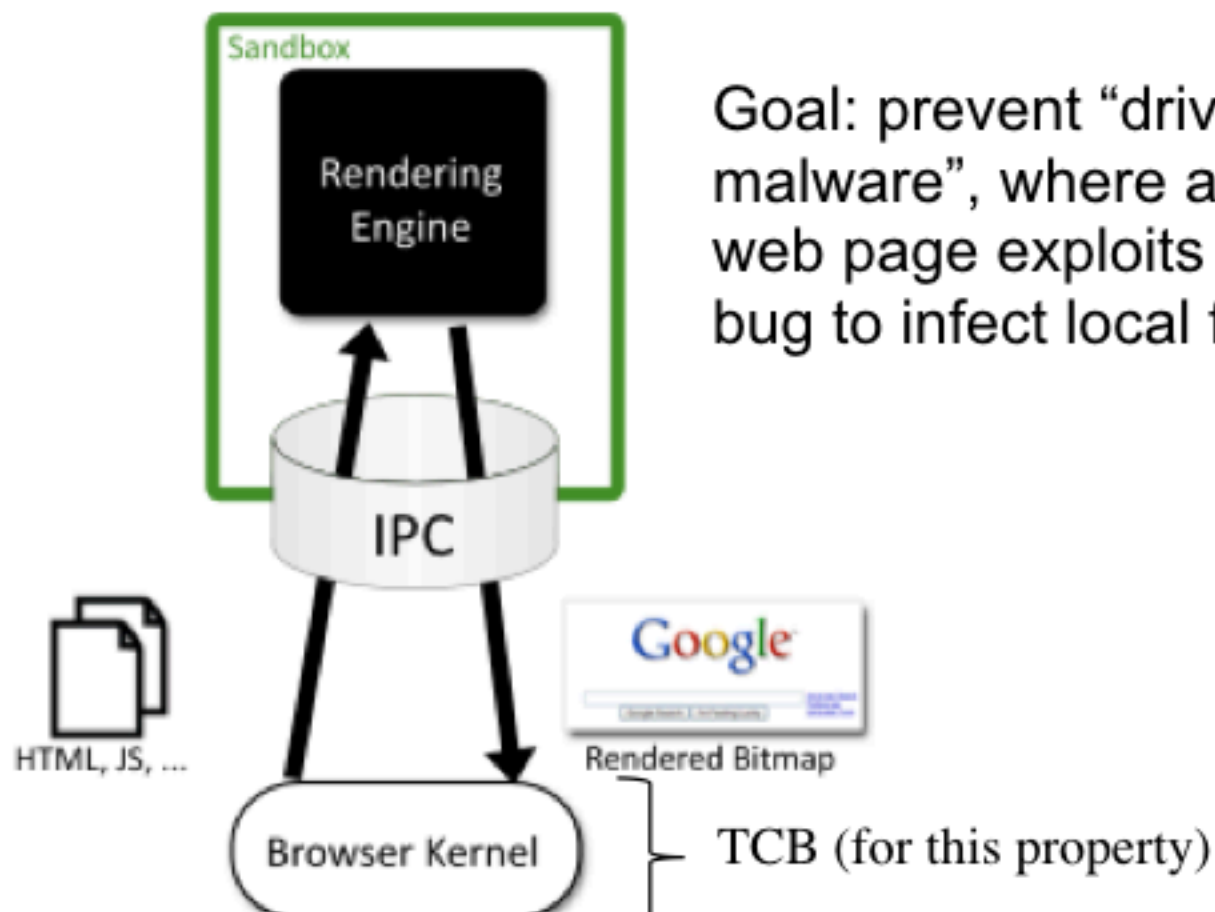 Sandbox
Rendering
Engine
Goal: prevent “driv
malware”, where a
web page exploits
bug to infect local f
IPC
HTML, JS, ...
Google
Rendered Bitmap
Browser Kernel
TCB (for this property)